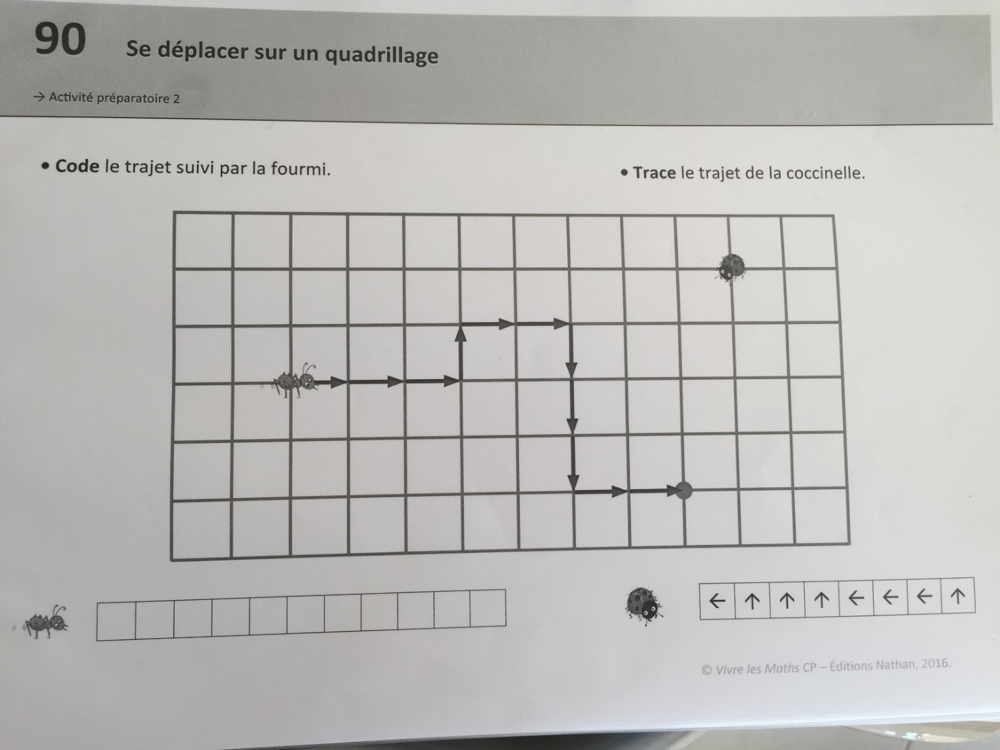 90 Se déplacer sur un quadrillage
→ Activité préparatoire 2
• Code le trajet suivi par la fourmi.
• Trace le trajet de la coccinelle.
← ↑ ↑ ↑ ← ← ← ↑
© Vivre les Maths CP – Éditions Nathan, 2016.